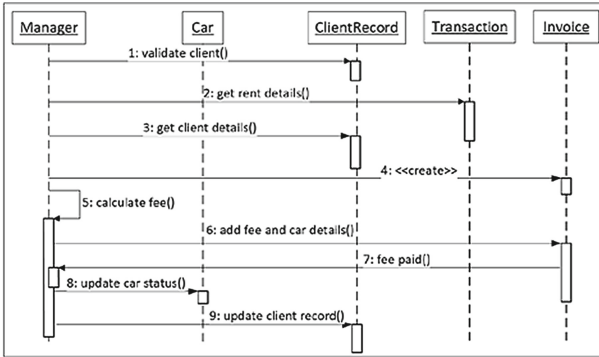 Manager
Car
ClientRecord
Transaction
Invoice
1: validate client()
2: get rent details()
3: get client details()
4: <<create>>
5: calculate fee()
6: add fee and car details()
7: fee paid()
8: update car status()
9: update client record()